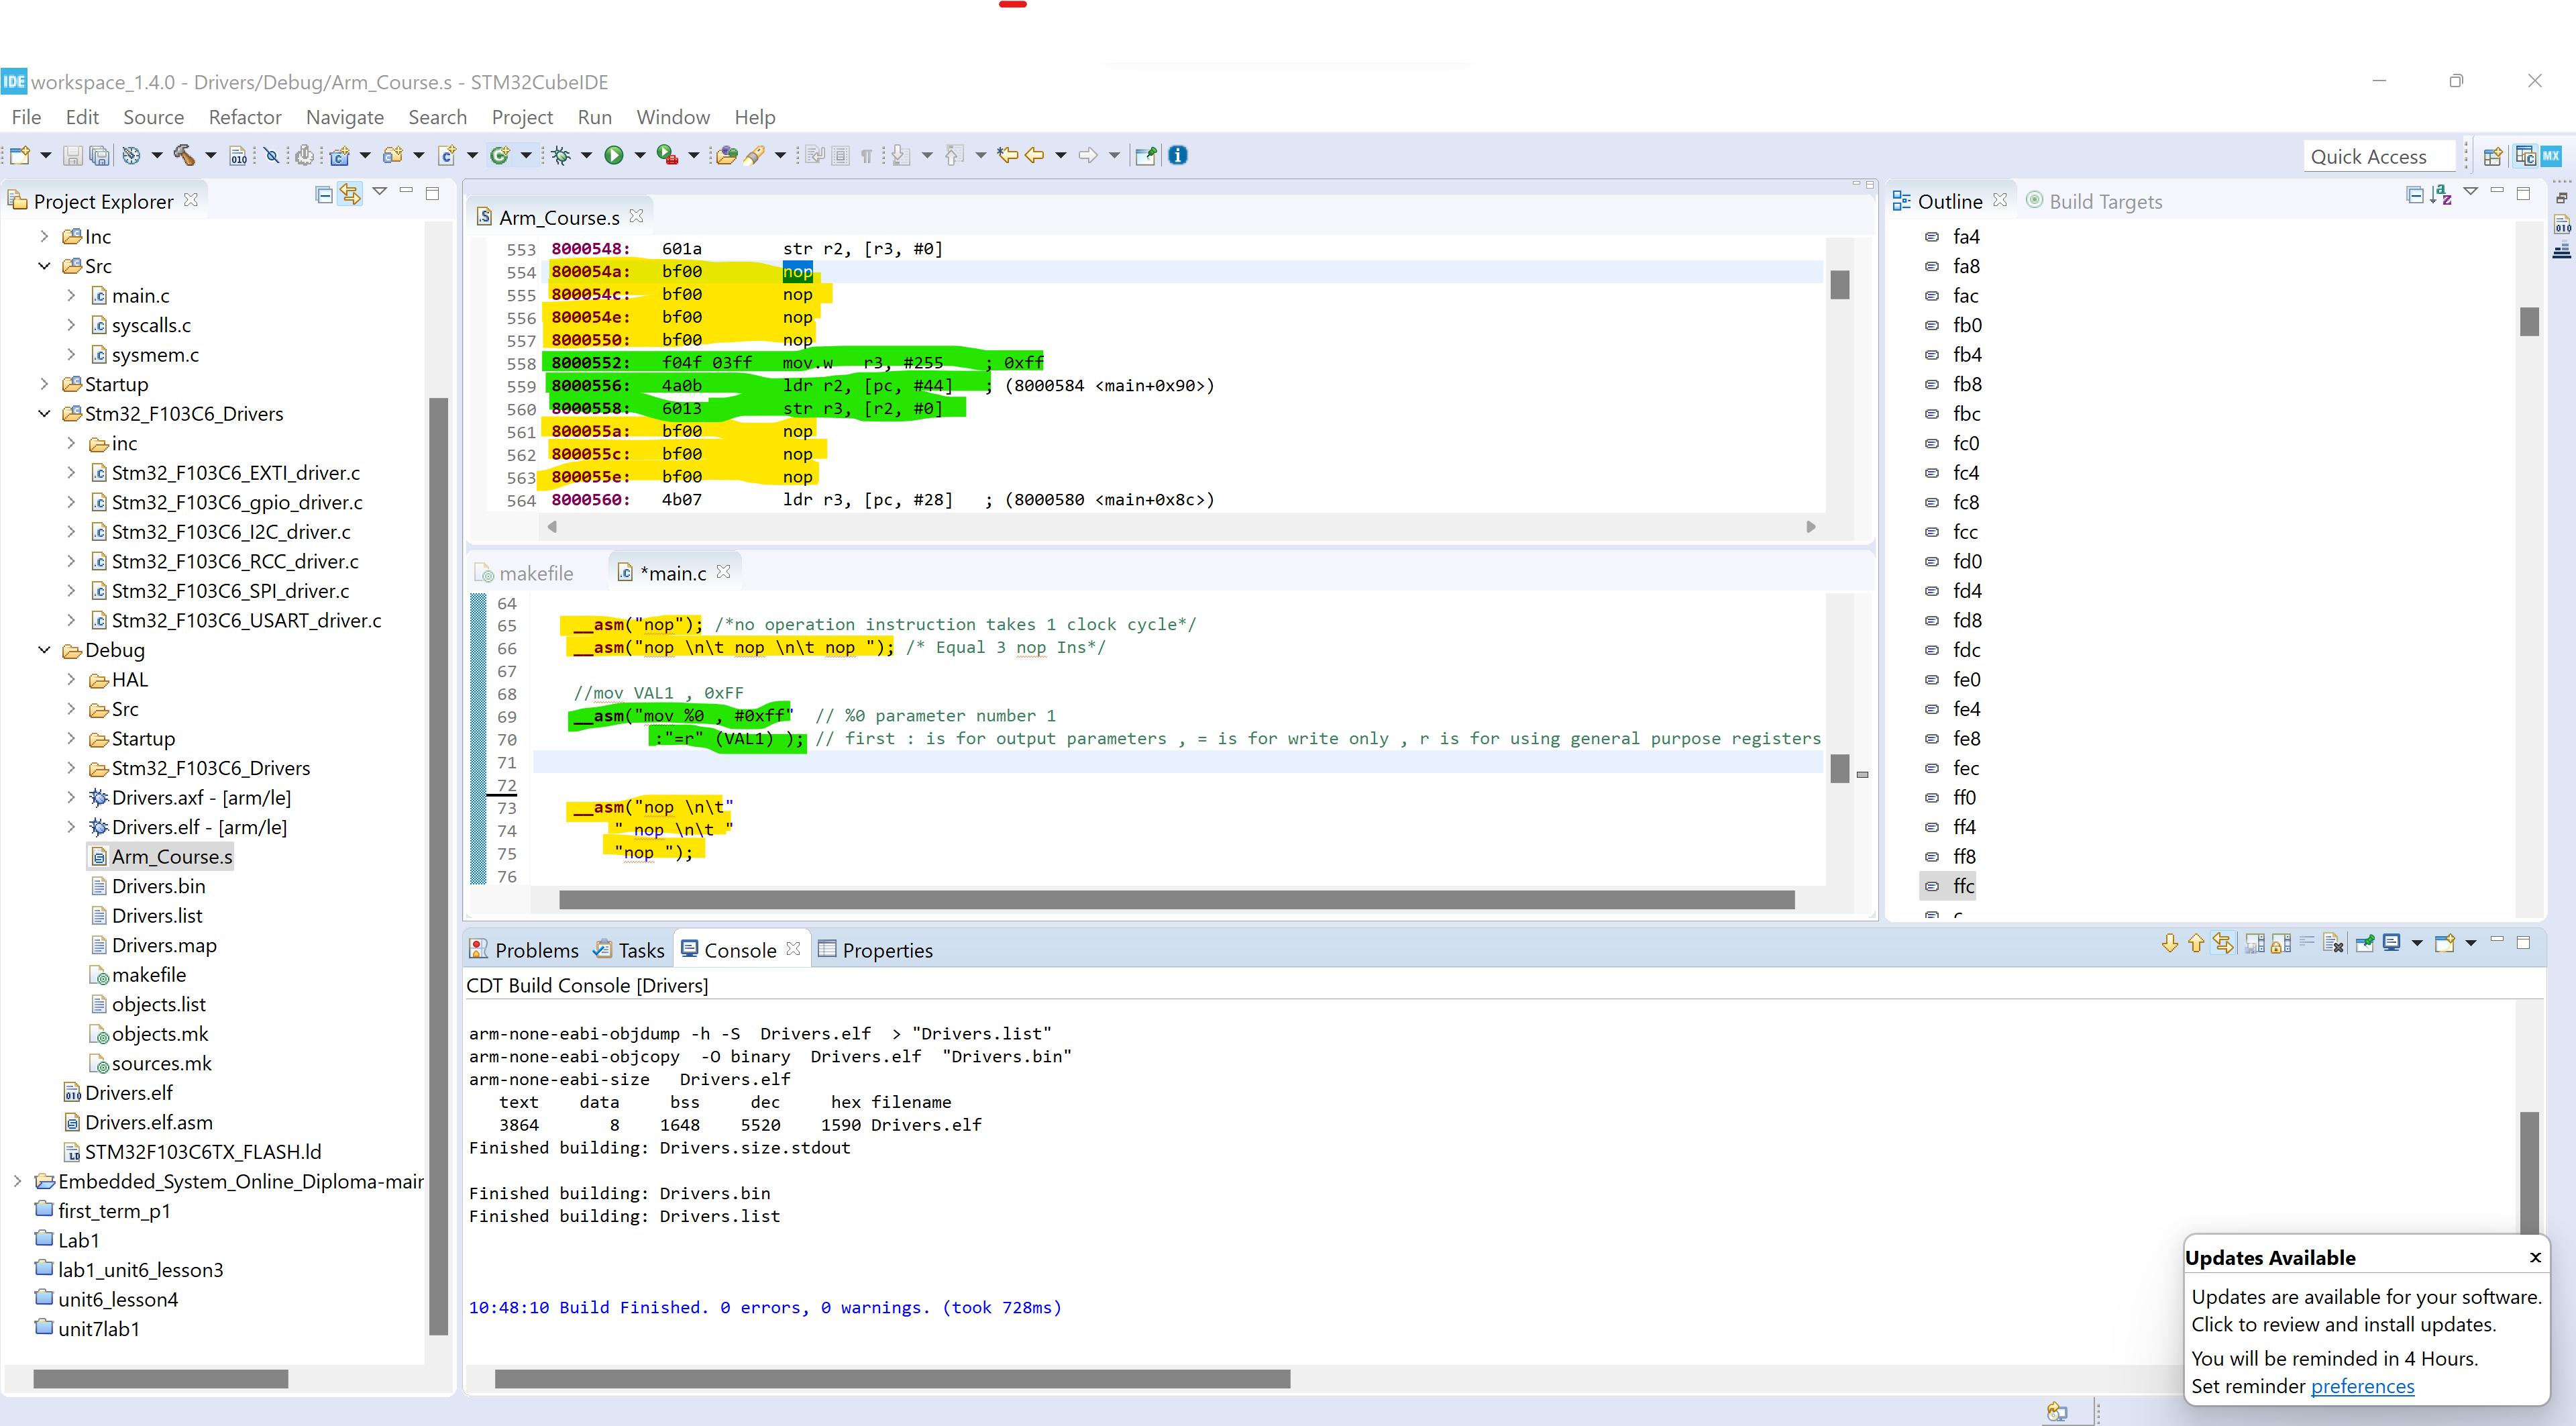 workspace_1.4.0 - Drivers/Debug/Arm_Course.s - STM32CubeIDE
File Edit Source Refactor Navigate Search Project Run Window Help
Quick Access
Project Explorer
Inc
Src
main.c
syscalls.c
sysmem.c
Startup
Stm32_F103C6_Drivers
inc
Stm32_F103C6_EXTI_driver.c
Stm32_F103C6_gpio_driver.c
Stm32_F103C6_I2C_driver.c
Stm32_F103C6_RCC_driver.c
Stm32_F103C6_SPI_driver.c
Stm32_F103C6_USART_driver.c
Debug
HAL
Src
Startup
Stm32_F103C6_Drivers
Drivers.axf - [arm/le]
Drivers.elf - [arm/le]
Arm_Course.s
Drivers.bin
Drivers.list
Drivers.map
makefile
objects.list
objects.mk
sources.mk
Drivers.elf
Drivers.elf.asm
STM32F103C6TX_FLASH.ld
Embedded_System_Online_Diploma-mair
first_term_p1
Lab1
lab1_unit6_lesson3
unit6_lesson4
unit7lab1
Arm_Course.s
553 8000548: 601a str r2, [r3, #0]
554 800054a: bf00 nop
555 800054c: bf00 nop
556 800054e: bf00 nop
557 8000550: bf00 nop
558 8000552: f04f 03ff mov.w r3, #255 ; 0xff
559 8000556: 4a0b ldr r2, [pc, #44] ; (8000584 <main+0x90>)
560 8000558: 6013 str r3, [r2, #0]
561 800055a: bf00 nop
562 800055c: bf00 nop
563 800055e: bf00 nop
564 8000560: 4b07 ldr r3, [pc, #28] ; (8000580 <main+0x8c>)
makefile *main.c
64
65 __asm("nop"); /*no operation instruction takes 1 clock cycle*/
66 __asm("nop \n\t nop \n\t nop "); /* Equal 3 nop Ins*/
67
68 //mov VAL1 , 0xFF
69 __asm("mov %0 , #0xff" // %0 parameter number 1
70 :"=r" (VAL1) ); // first : is for output parameters , = is for write only , r is for using general purpose registers
71
72
73 __asm("nop \n\t"
74 " nop \n\t "
75 "nop ");
76
Outline Build Targets
fa4
fa8
fac
fb0
fb4
fb8
fbc
fc0
fc4
fc8
fcc
fd0
fd4
fd8
fdc
fe0
fe4
fe8
fec
ff0
ff4
ff8
ffc
Problems Tasks Console Properties
CDT Build Console [Drivers]
arm-none-eabi-objdump -h -S Drivers.elf > "Drivers.list"
arm-none-eabi-objcopy -O binary Drivers.elf "Drivers.bin"
arm-none-eabi-size Drivers.elf
text data bss dec hex filename
3864 8 1648 5520 1590 Drivers.elf
Finished building: Drivers.size.stdout
Finished building: Drivers.bin
Finished building: Drivers.list
10:48:10 Build Finished. 0 errors, 0 warnings. (took 728ms)
Updates Available
Updates are available for your software.
Click to review and install updates.
You will be reminded in 4 Hours.
Set reminder preferences